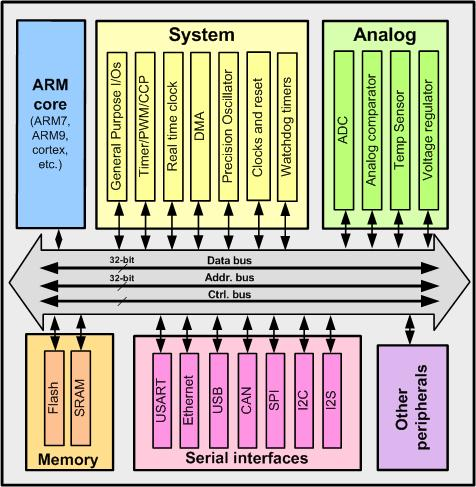 ARM
core
(ARM7,
ARM9,
cortex,
etc.)
System
General Purpose I/Os
Timer/PWM/CCP
Real time clock
DMA
Precision Oscillator
Clocks and reset
Watchdog timers
Analog
ADC
Analog comparator
Temp Sensor
Voltage regulator
32-bit Data bus
32-bit Addr. bus
Ctrl. bus
Flash
SRAM
Memory
USART
Ethernet
USB
CAN
SPI
I2C
I2S
Serial interfaces
Other
peripherals